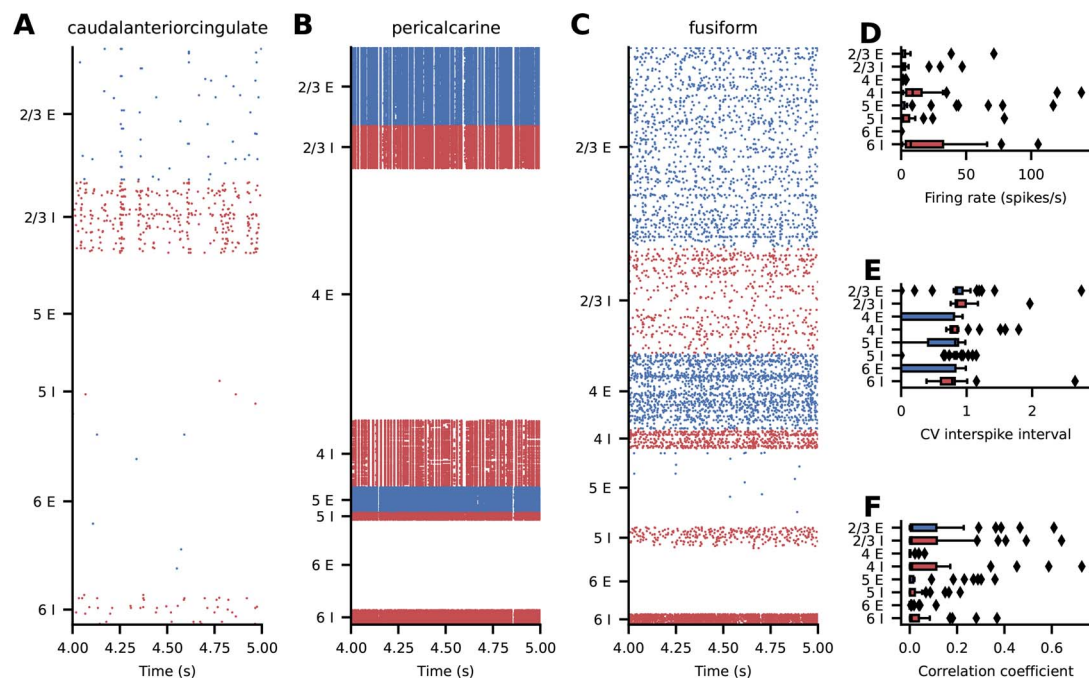 A caudalanteriorcingulate
2/3 E
2/3 I
5 E
5 I
6 E
6 I
4.00 4.25 4.50 4.75 5.00
Time (s)
B pericalcarine
2/3 E
2/3 I
4 E
4 I
5 E
5 I
6 E
6 I
4.00 4.25 4.50 4.75 5.00
Time (s)
C fusiform
2/3 E
2/3 I
4 E
4 I
5 E
5 I
6 E
6 I
4.00 4.25 4.50 4.75 5.00
Time (s)
D
2/3 E
2/3 I
4 E
4 I
5 E
5 I
6 E
6 I
0 50 100
Firing rate (spikes/s)
E
2/3 E
2/3 I
4 E
4 I
5 E
5 I
6 E
6 I
0 1 2
CV interspike interval
F
2/3 E
2/3 I
4 E
4 I
5 E
5 I
6 E
6 I
0.0 0.2 0.4 0.6
Correlation coefficient